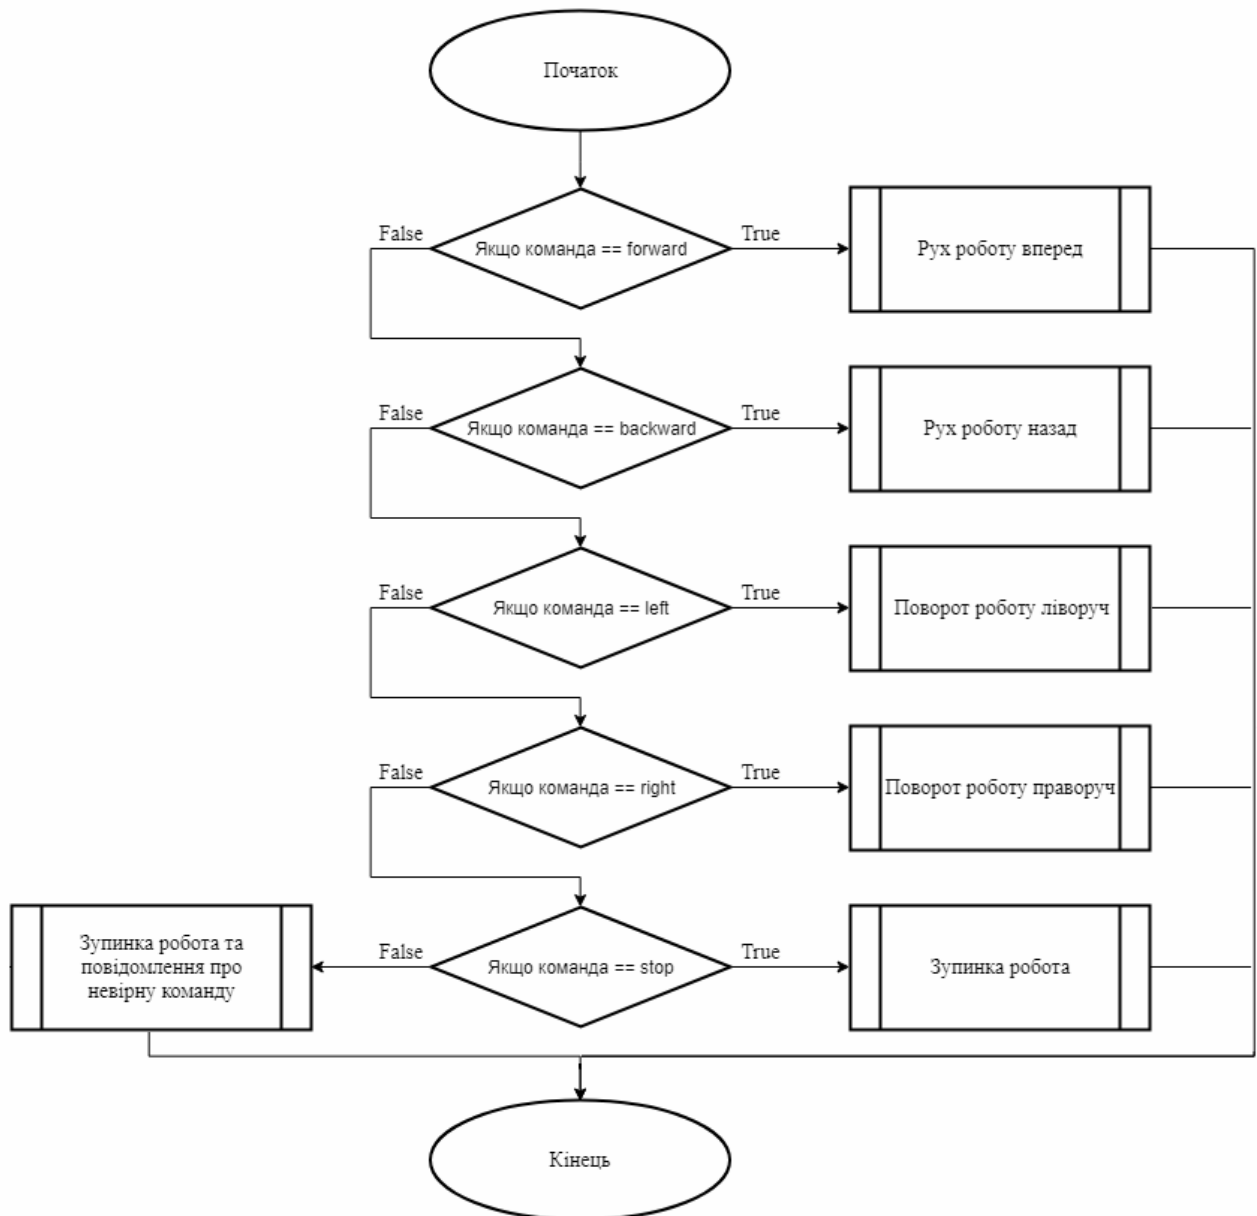 Початок
False
Якщо команда == forward
True
Рух роботу вперед
False
Якщо команда == backward
True
Рух роботу назад
False
Якщо команда == left
True
Поворот роботу ліворуч
False
Якщо команда == right
True
Поворот роботу праворуч
Зупинка робота та
повідомлення про
невірну команду
False
Якщо команда == stop
True
Зупинка робота
Кінець